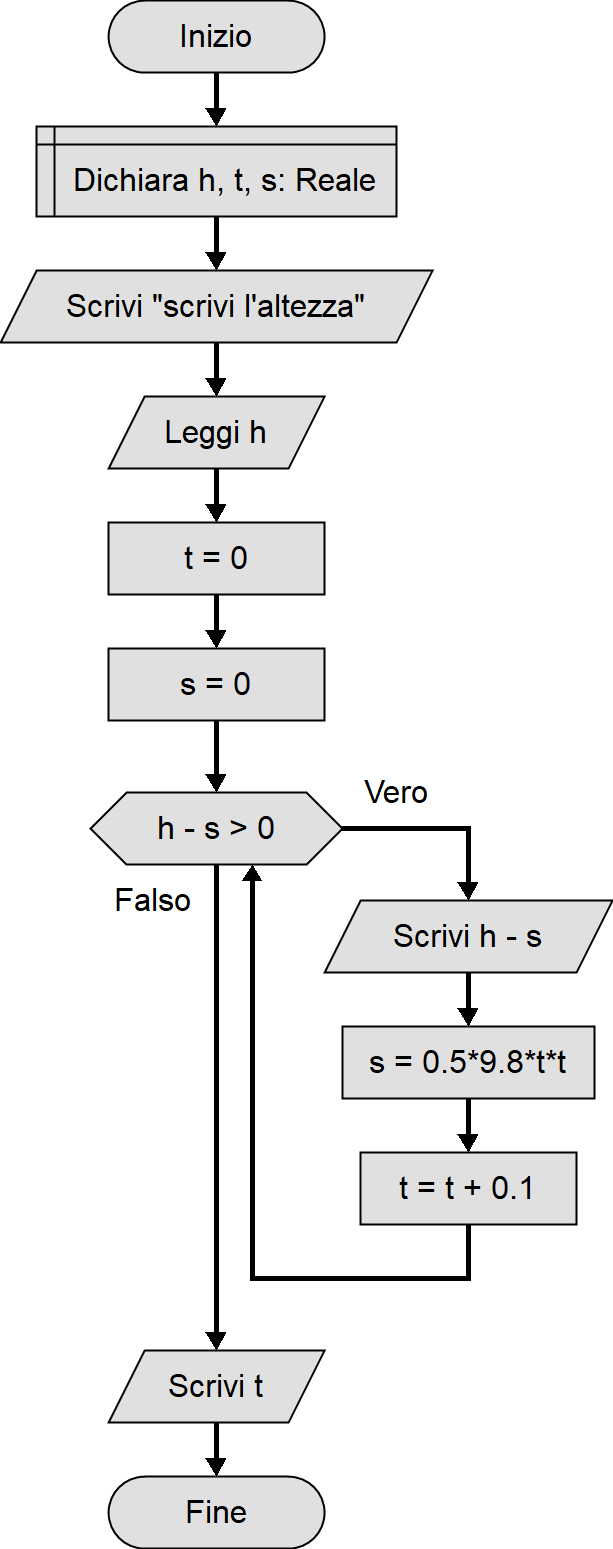 Inizio
Dichiara h, t, s: Reale
Scrivi "scrivi l'altezza"
Leggi h
t = 0
s = 0
h - s > 0
Vero
Falso
Scrivi h - s
s = 0.5*9.8*t*t
t = t + 0.1
Scrivi t
Fine